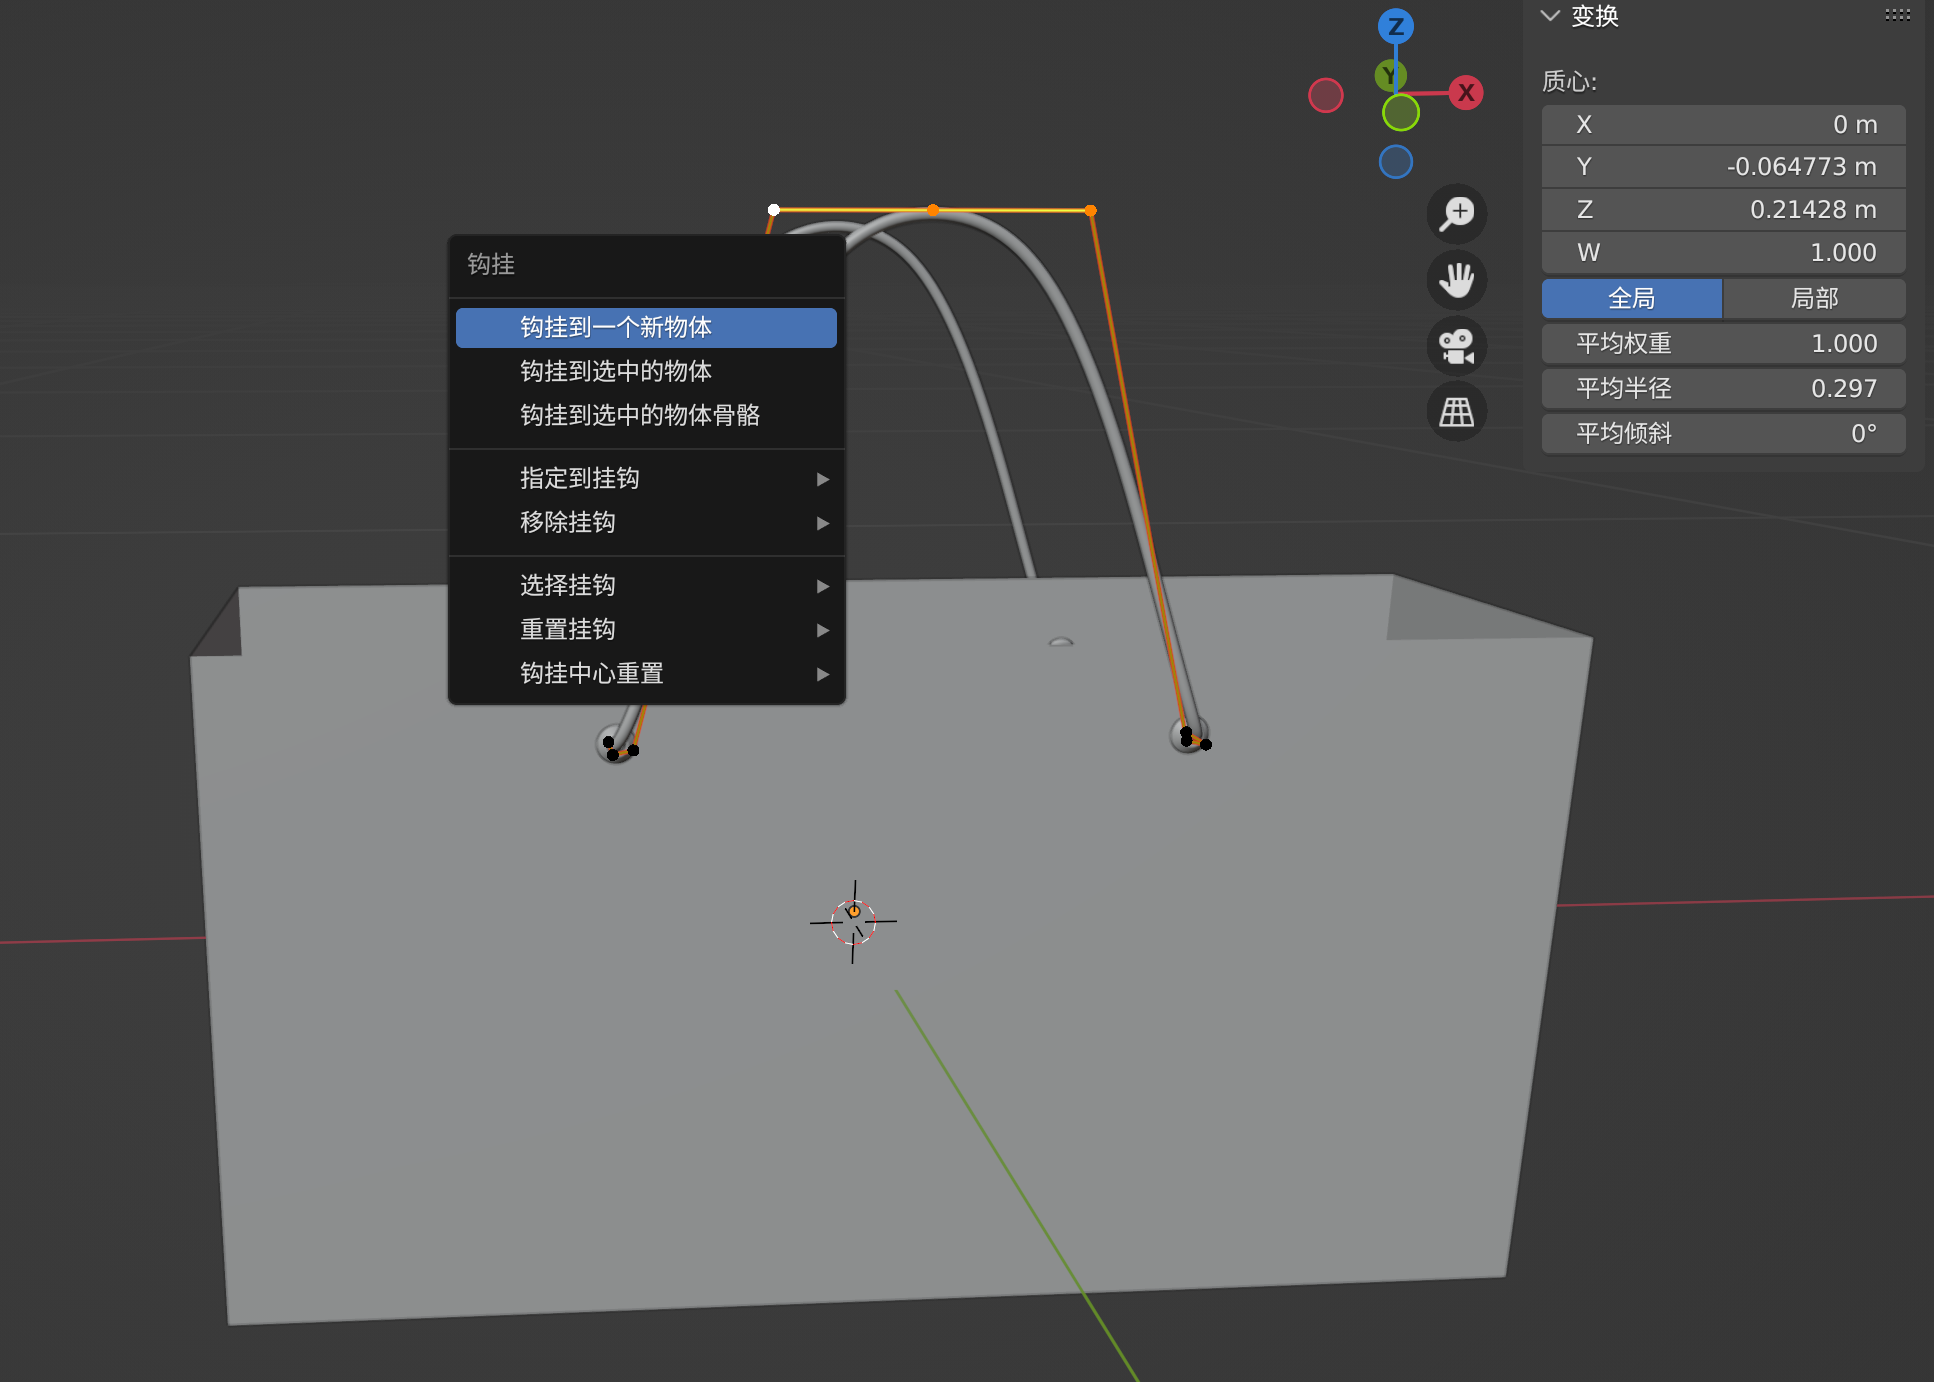 Z
Y
X
变换
质心:
X 0 m
Y -0.064773 m
Z 0.21428 m
W 1.000
全局 局部
平均权重 1.000
平均半径 0.297
平均倾斜 0°
钩挂
钩挂到一个新物体
钩挂到选中的物体
钩挂到选中的物体骨骼
指定到挂钩
移除挂钩
选择挂钩
重置挂钩
钩挂中心重置